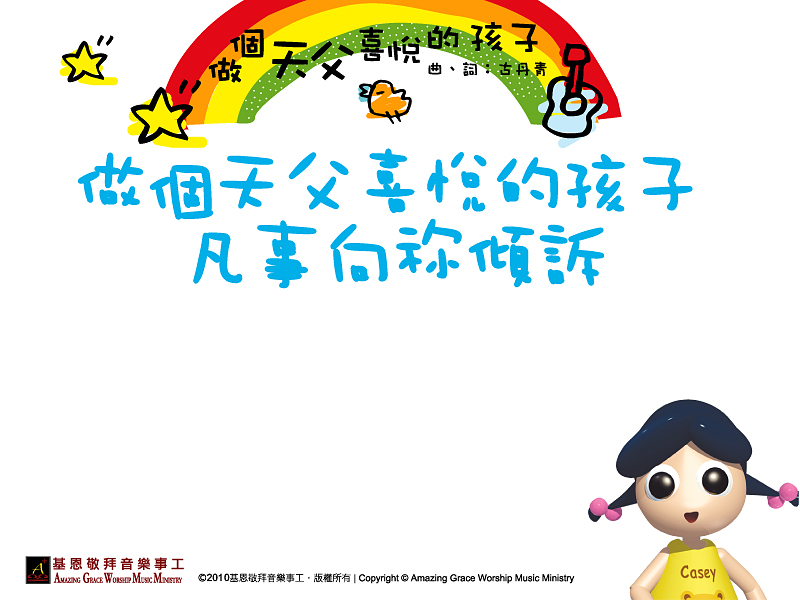 做個天父喜悅的孩子
曲、詞：古丹青
做個天父喜悅的孩子
凡事向祢傾訴
Casey
基恩敬拜音樂事工
AMAZING GRACE WORSHIP MUSIC MINISTRY
©2010基恩敬拜音樂事工．版權所有 | Copyright © Amazing Grace Worship Music Ministry